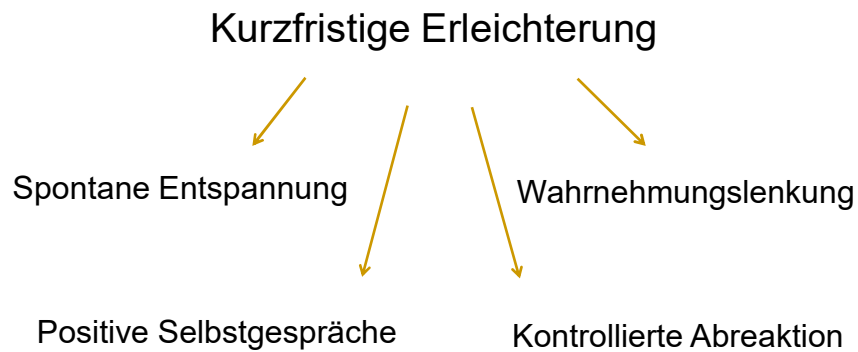 Kurzfristige Erleichterung
Spontane Entspannung
Wahrnehmungslenkung
Positive Selbstgespräche
Kontrollierte Abreaktion